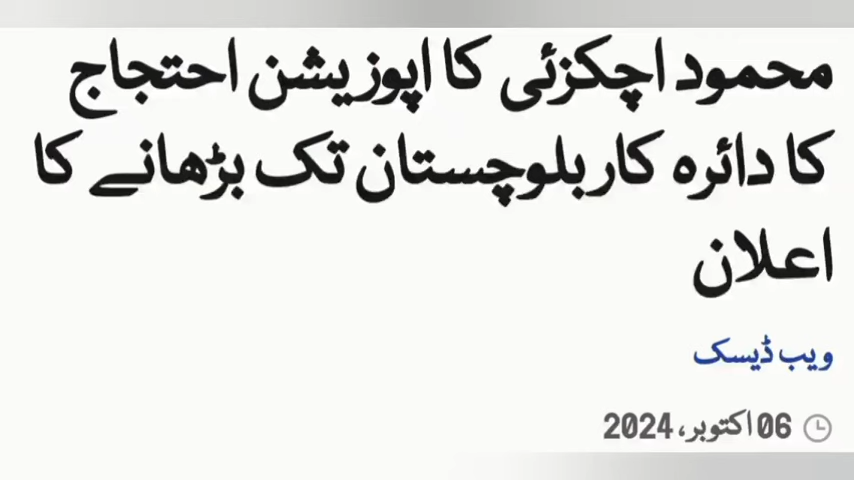 محمود اچکزئی کا اپوزیشن احتجاج
کا دائرہ کار بلوچستان تک بڑھانے کا
اعلان
ویب ڈیسک
06 اکتوبر، 2024